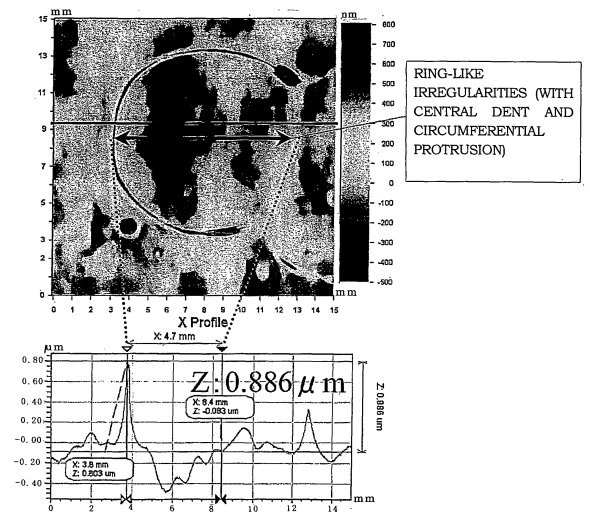 mm
15
13
11
9
7
5
3
2
0
0 1 2 3 4 5 6 7 8 9 10 11 12 13 14 15
mm
nm
800
700
600
500
400
300
200
100
0
-100
-200
-300
-400
-500
RING-LIKE
IRREGULARITIES (WITH
CENTRAL DENT AND
CIRCUMFERENTIAL
PROTRUSION)
X Profile
X: 4.7 mm
μm
0.80
0.60
0.40
0.20
-0.00
-0.20
-0.40
Z:0.886μm
X: 8.4 mm
Z: -0.083 um
X: 3.8 mm
Z: 0.803 um
Z: 0.886 um
0 2 4 6 8 10 12 14
mm